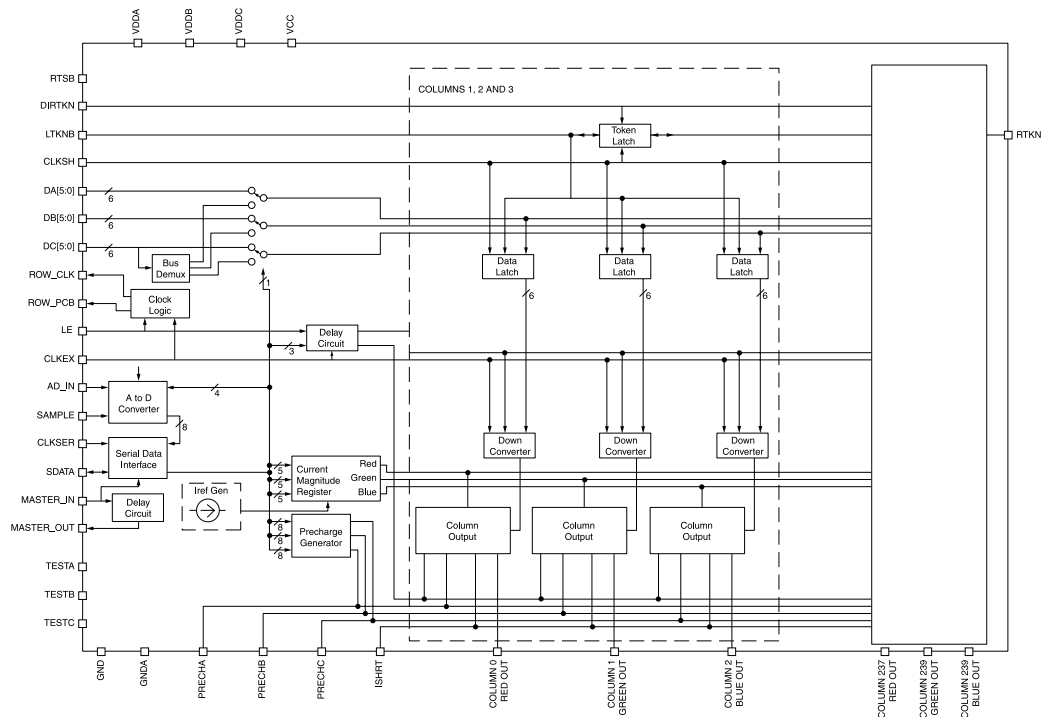 VDDA
VDDB
VDDC
VCC
RTSB
DIRTKN
LTKNB
CLKSH
DA[5:0]
DB[5:0]
DC[5:0]
ROW_CLK
ROW_PCB
LE
CLKEX
AD_IN
SAMPLE
CLKSER
SDATA
MASTER_IN
MASTER_OUT
TESTA
TESTB
TESTC
6
6
6
Bus
Demux
1
Clock
Logic
Delay
Circuit
3
A to D
Converter
4
8
Serial Data
Interface
Delay
Circuit
Iref Gen
5
5
5
Current
Magnitude
Register
Red
Green
Blue
8
8
8
Precharge
Generator
COLUMNS 1, 2 AND 3
Token
Latch
RTKN
Data
Latch
Data
Latch
Data
Latch
6
6
6
Down
Converter
Down
Converter
Down
Converter
Column
Output
Column
Output
Column
Output
GND
GNDA
PRECHA
PRECHB
PRECHC
ISHRT
COLUMN 0
RED OUT
COLUMN 1
GREEN OUT
COLUMN 2
BLUE OUT
COLUMN 237
RED OUT
COLUMN 239
GREEN OUT
COLUMN 239
BLUE OUT